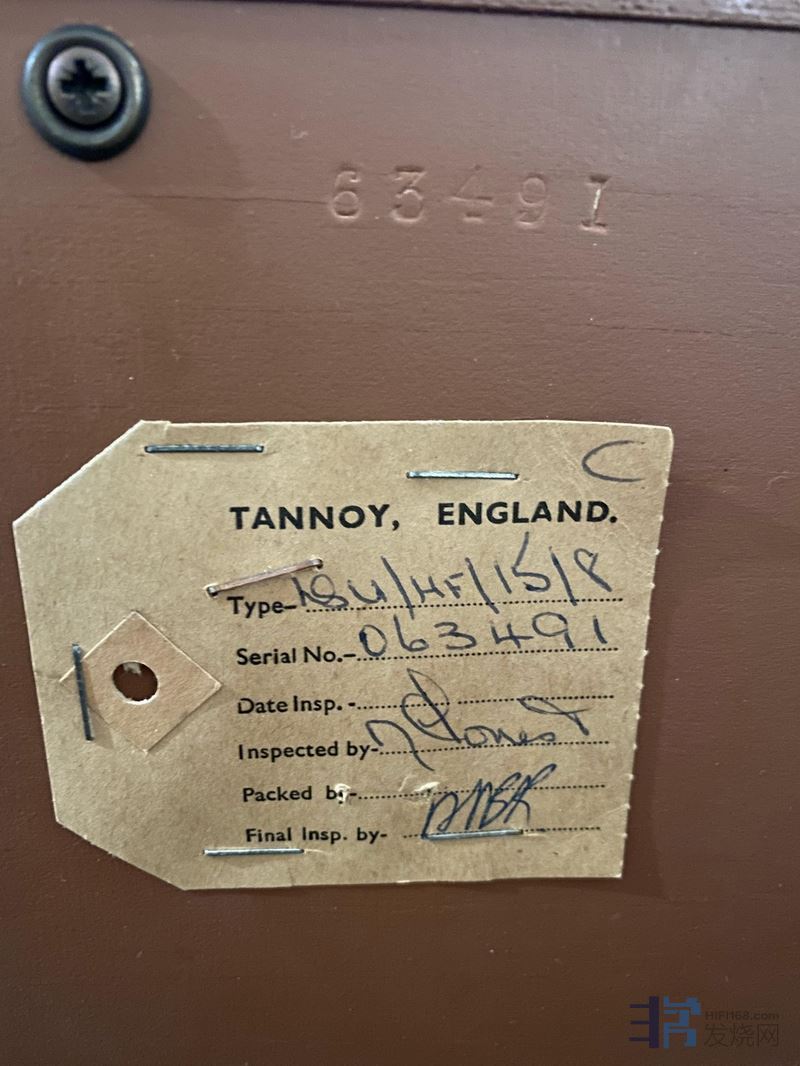 63491
C
TANNOY, ENGLAND.
Type- LSU/HF/15/8
Serial No.- 063491
Date Insp. -
Inspected by-
Packed by-
Final Insp. by-
HIFI168.com
发烧网